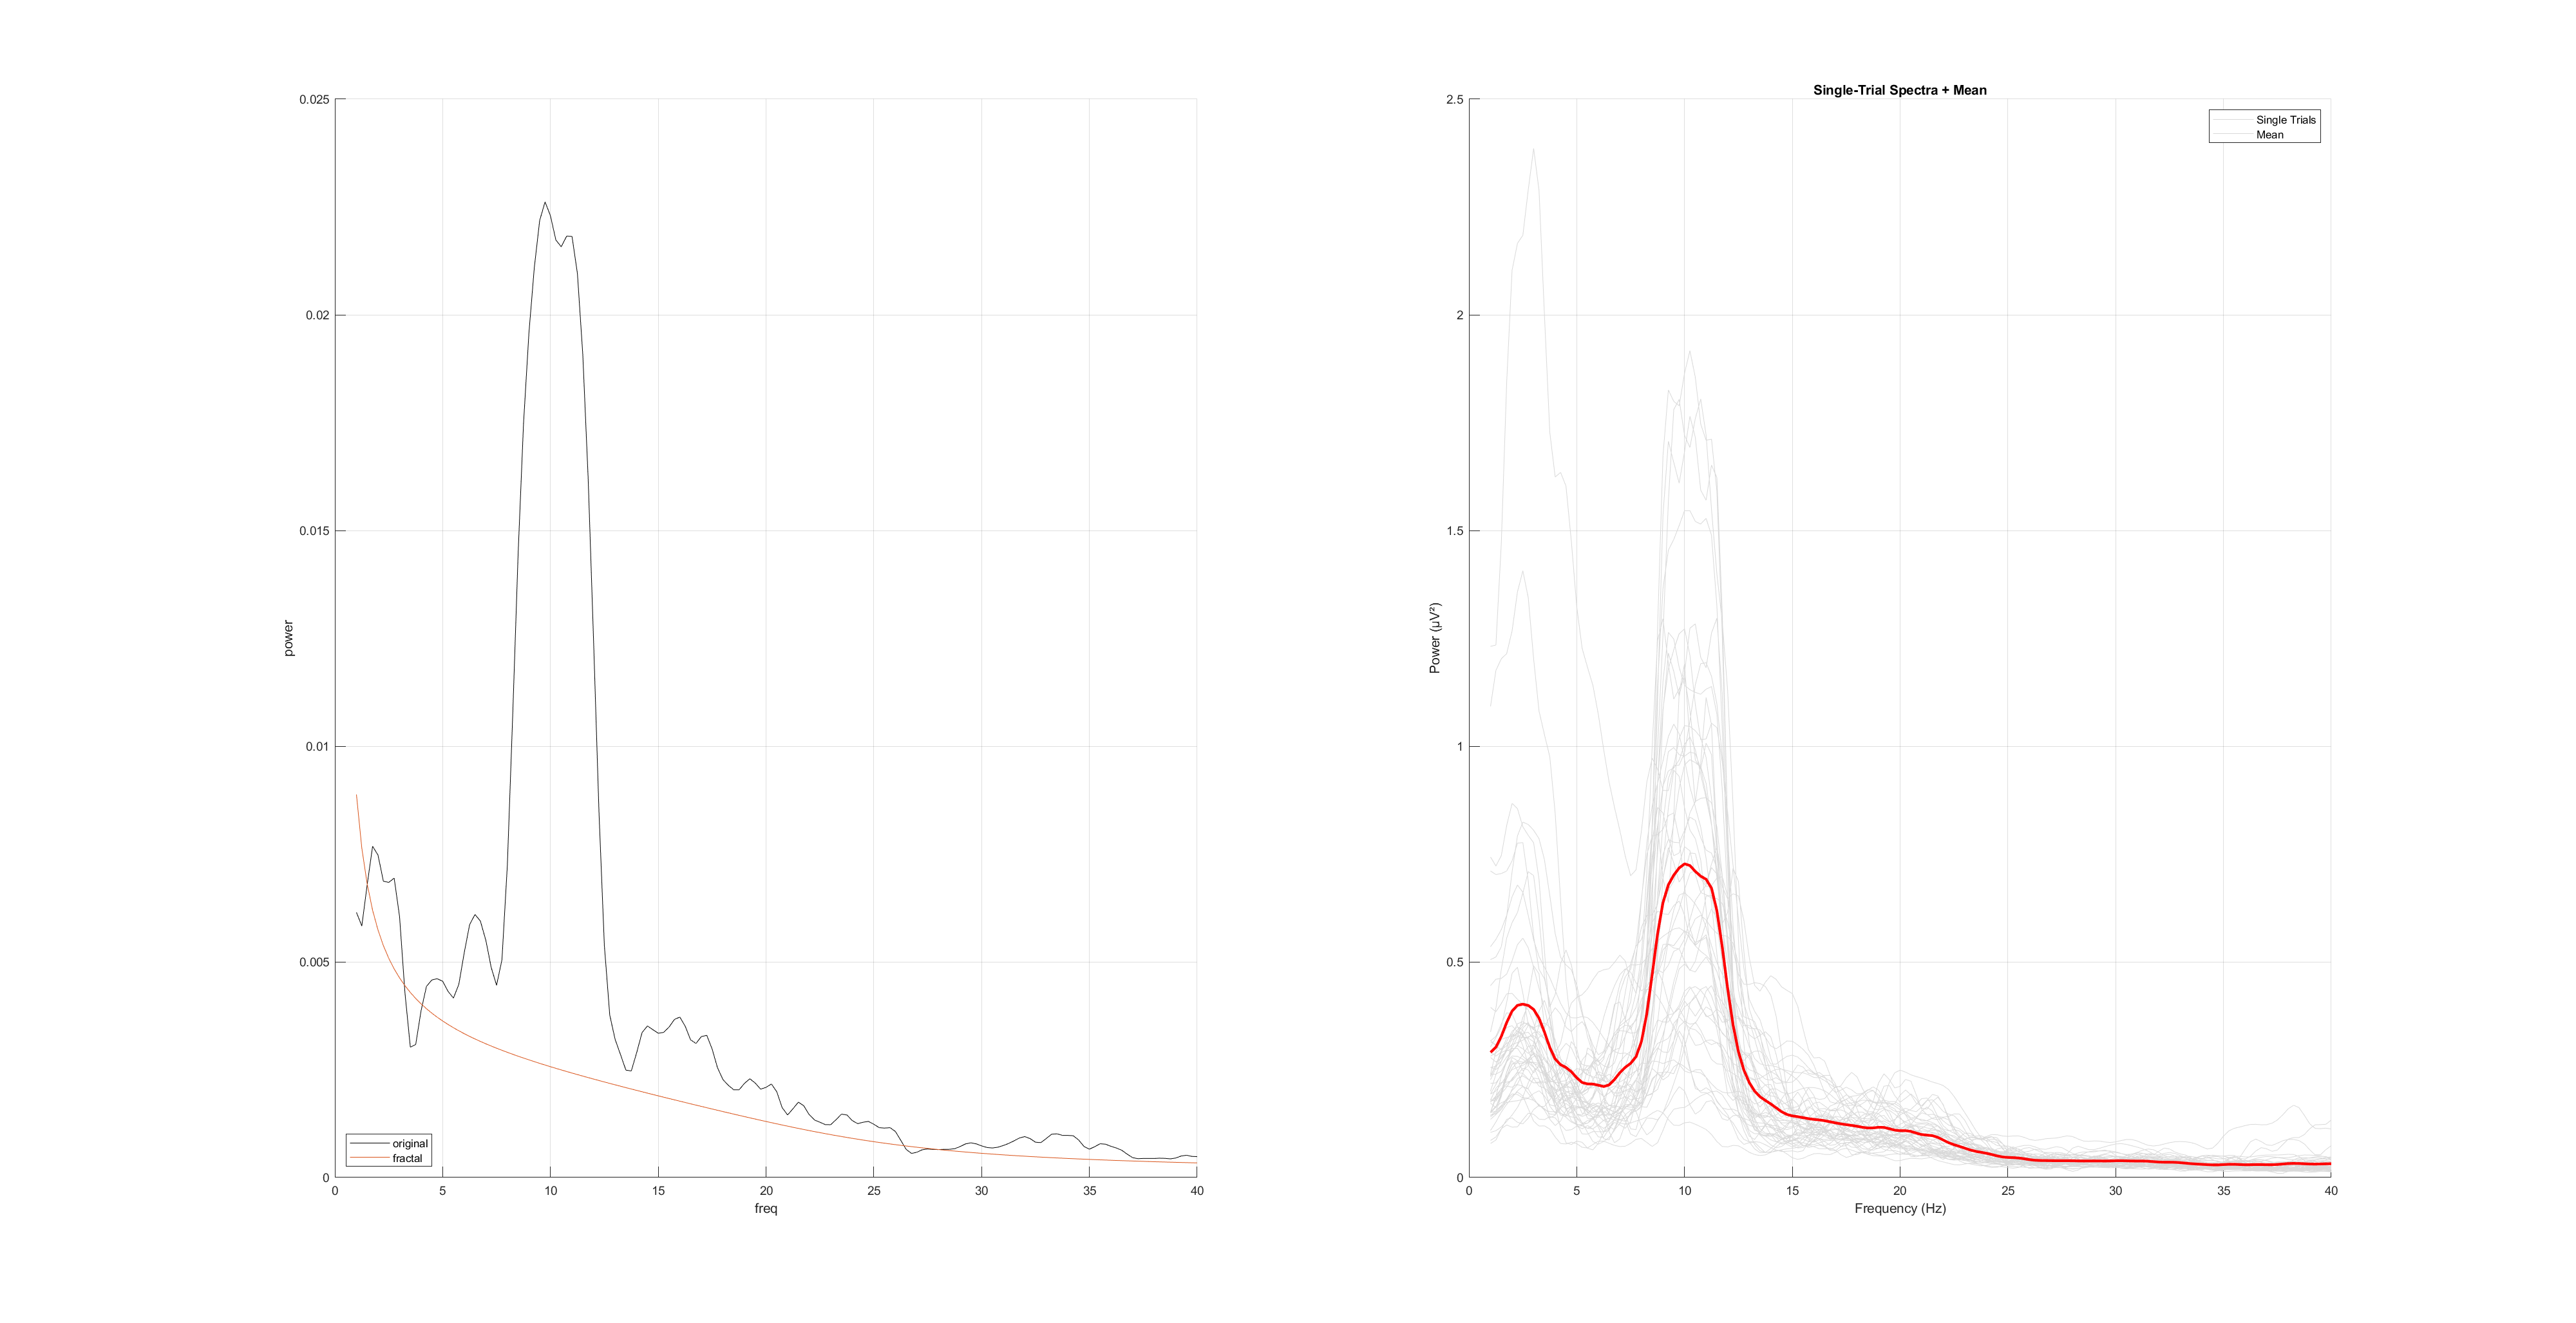 0.025
0.02
0.015
0.01
0.005
0
power
original
fractal
0 5 10 15 20 25 30 35 40
freq
Single-Trial Spectra + Mean
Single Trials
Mean
2.5
2
1.5
1
0.5
0
Power (µV²)
0 5 10 15 20 25 30 35 40
Frequency (Hz)